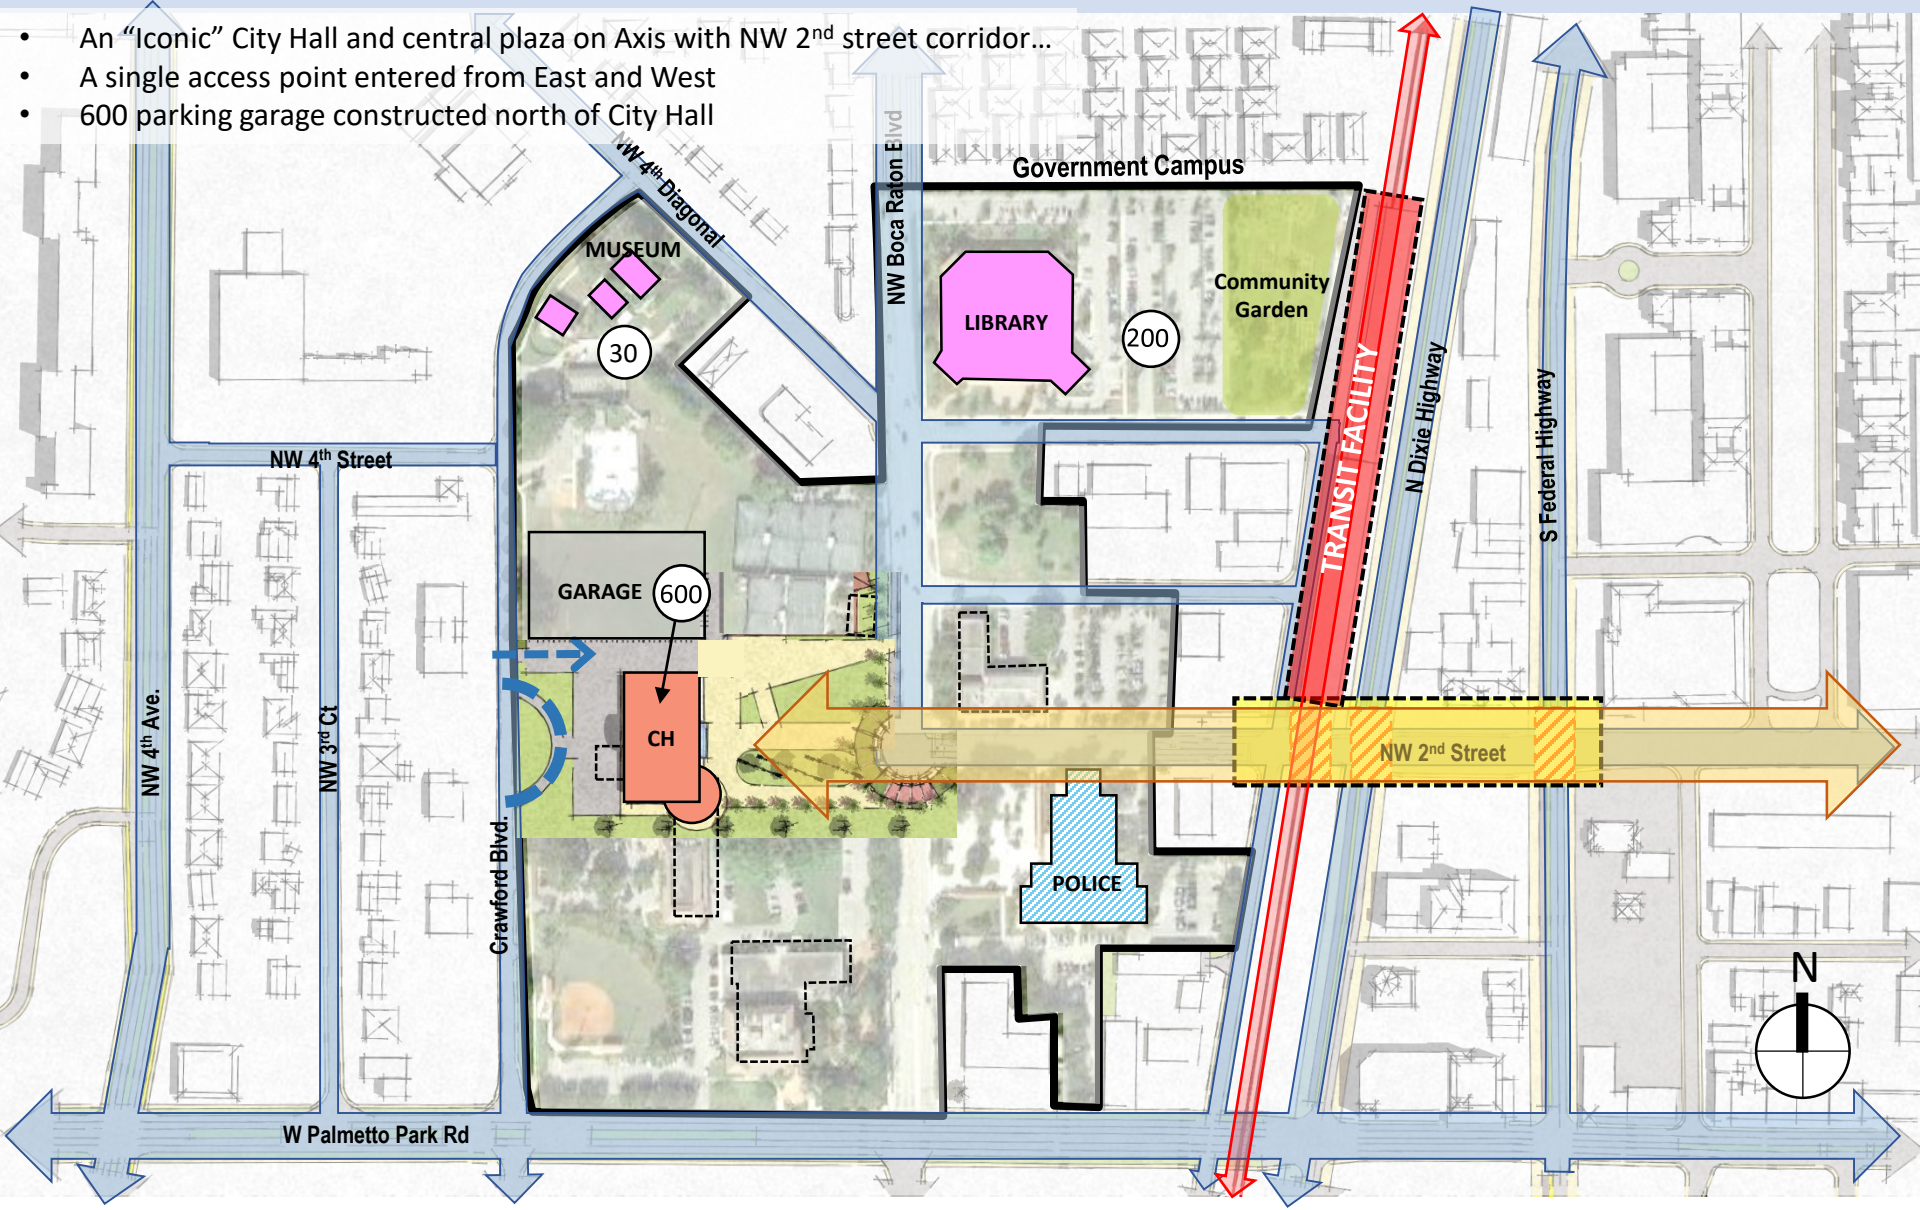 • An “Iconic” City Hall and central plaza on Axis with NW 2nd street corridor…
• A single access point entered from East and West
• 600 parking garage constructed north of City Hall
NW 4th Diagonal
NW Boca Raton Blvd
Government Campus
MUSEUM
30
LIBRARY
200
Community
Garden
TRANSIT FACILITY
N Dixie Highway
S Federal Highway
NW 4th Street
GARAGE
600
CH
NW 2nd Street
NW 4th Ave.
NW 3rd Ct
Crawford Blvd.
POLICE
N
W Palmetto Park Rd